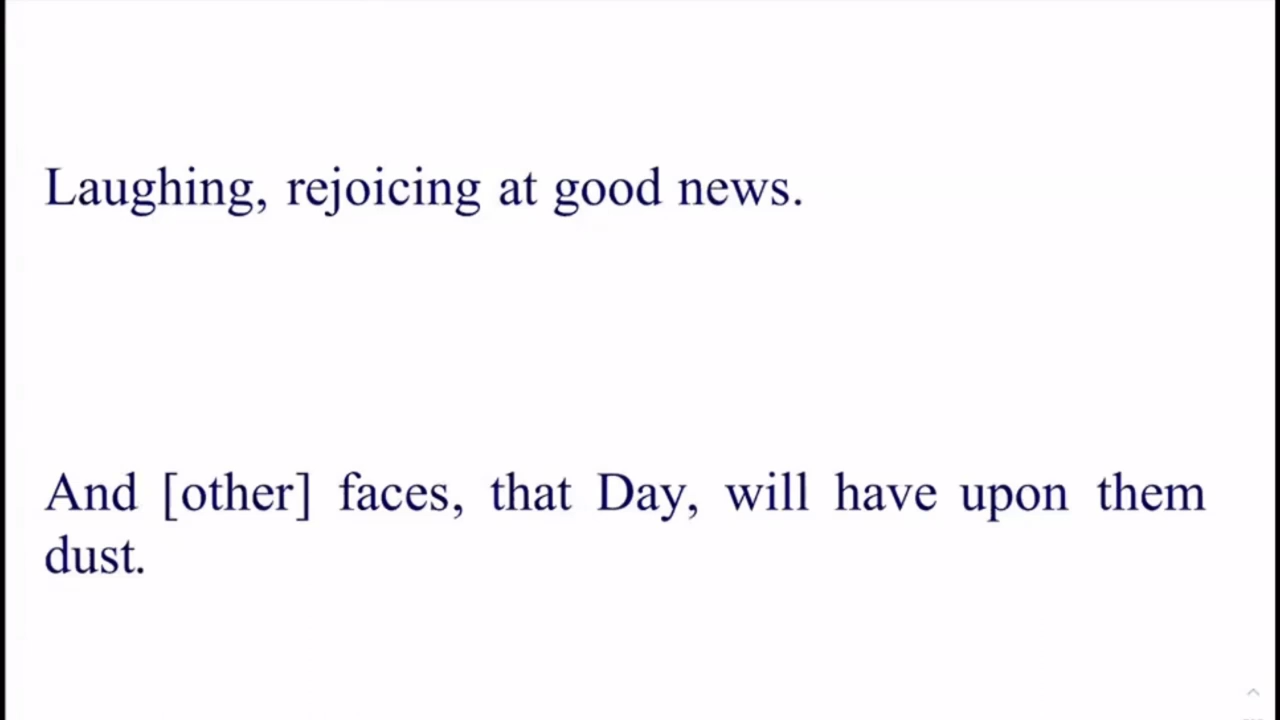 Laughing, rejoicing at good news.
And [other] faces, that Day, will have upon them
dust.